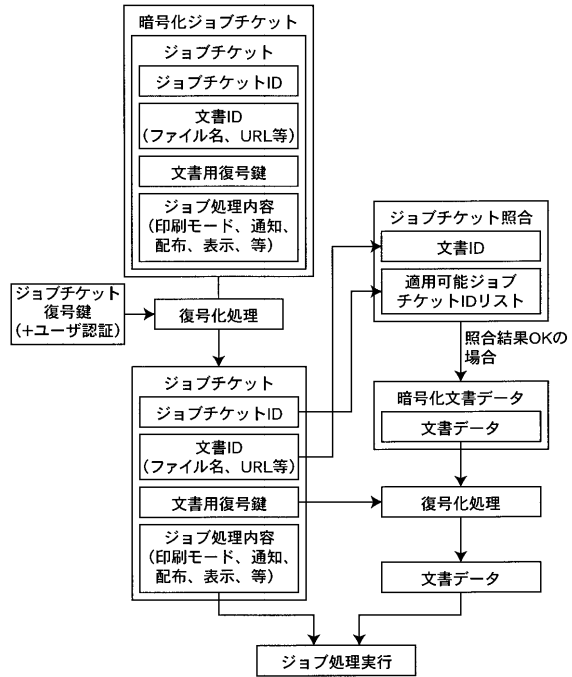 暗号化ジョブチケット
ジョブチケット
ジョブチケットID
文書ID
(ファイル名、URL等)
文書用復号鍵
ジョブ処理内容
(印刷モード、通知、
配布、表示、等)
ジョブチケット
復号鍵
(+ユーザ認証)
復号化処理
ジョブチケット
ジョブチケットID
文書ID
(ファイル名、URL等)
文書用復号鍵
ジョブ処理内容
(印刷モード、通知、
配布、表示、等)
ジョブチケット照合
文書ID
適用可能ジョブ
チケットIDリスト
照合結果OKの
場合
暗号化文書データ
文書データ
復号化処理
文書データ
ジョブ処理実行